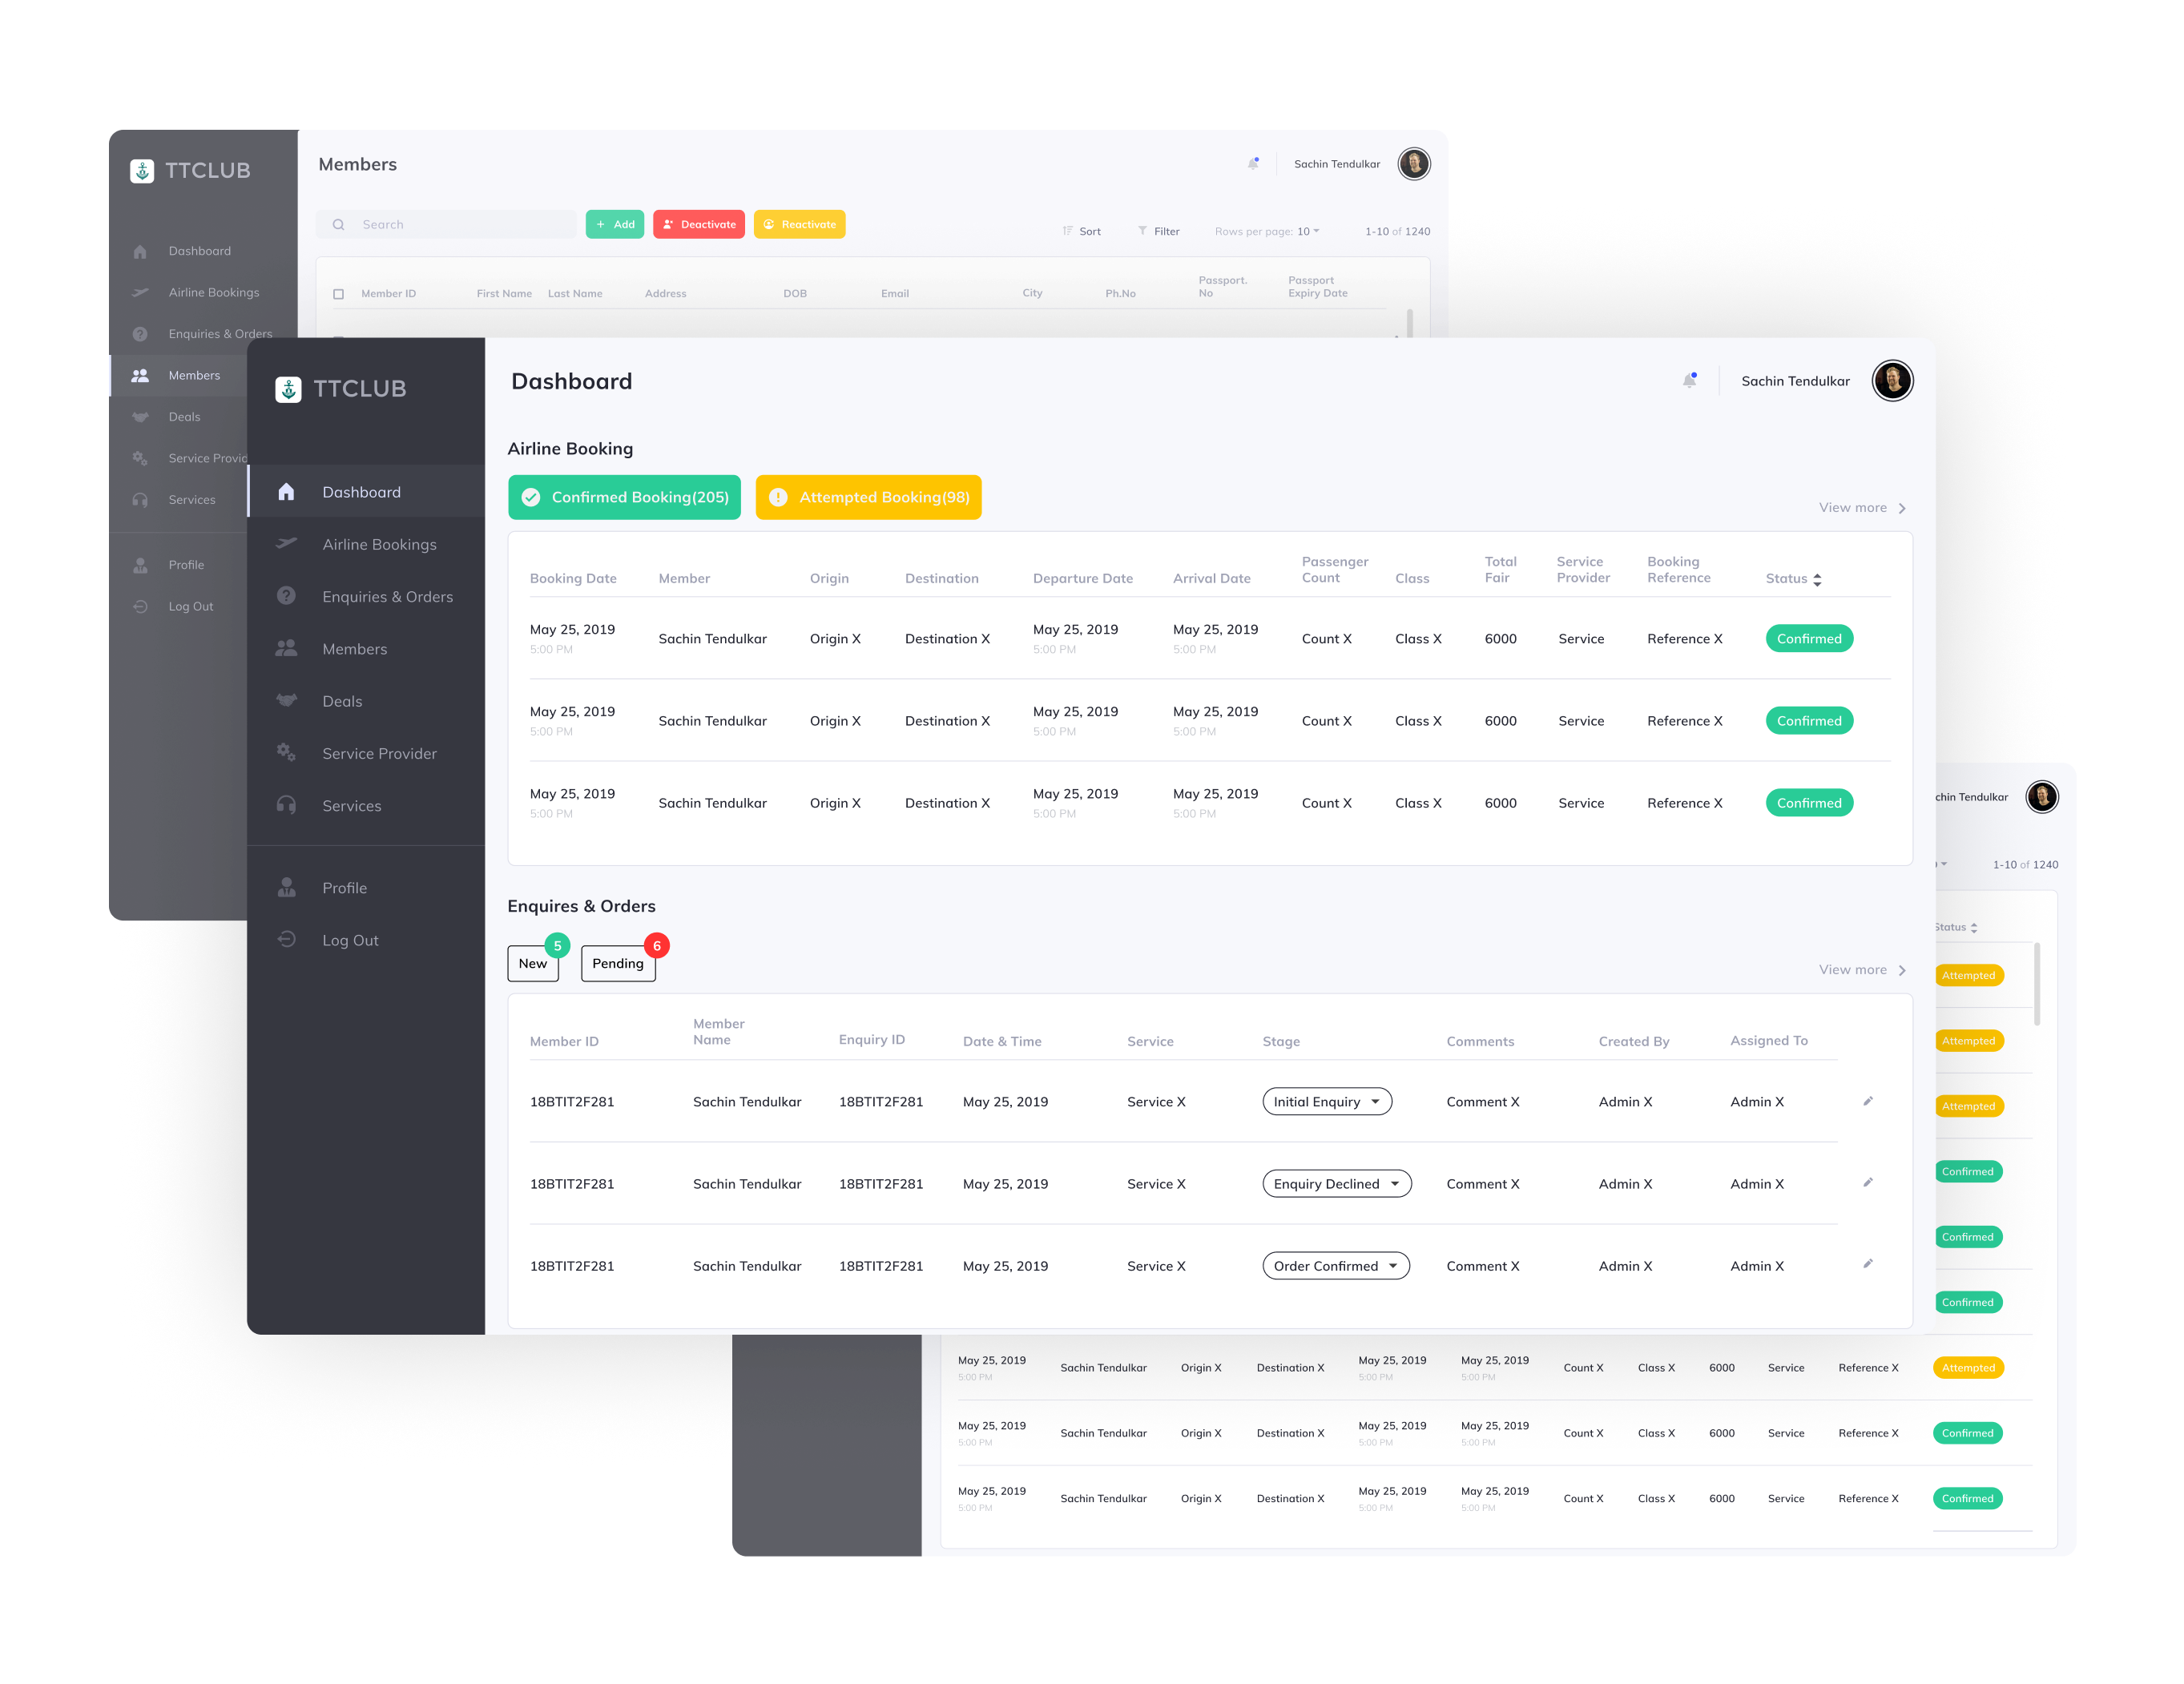 TTCLUB
Members
Sachin Tendulkar
Search
+ Add
Deactivate
Reactivate
Sort
Filter
Rows per page: 10
1-10 of 1240
Member ID First Name Last Name Address DOB Email City Ph.No Passport. No Passport Expiry Date
Dashboard
Airline Bookings
Enquiries & Orders
Members
Deals
Service
Services
Profile
Log Out
TTCLUB
Dashboard
Airline Bookings
Enquiries & Orders
Members
Deals
Service Provider
Services
Profile
Log Out
Dashboard
Sachin Tendulkar
Airline Booking
Confirmed Booking(205)
Attempted Booking(98)
View more
Booking Date Member Origin Destination Departure Date Arrival Date Passenger Count Class Total Fair Service Provider Booking Reference Status
May 25, 2019 Sachin Tendulkar Origin X Destination X May 25, 2019 May 25, 2019 Count X Class X 6000 Service Reference X Confirmed
5:00 PM 5:00 PM 5:00 PM
May 25, 2019 Sachin Tendulkar Origin X Destination X May 25, 2019 May 25, 2019 Count X Class X 6000 Service Reference X Confirmed
5:00 PM 5:00 PM 5:00 PM
May 25, 2019 Sachin Tendulkar Origin X Destination X May 25, 2019 May 25, 2019 Count X Class X 6000 Service Reference X Confirmed
5:00 PM 5:00 PM 5:00 PM
Enquires & Orders
New 5
Pending 6
View more
Member ID Member Name Enquiry ID Date & Time Service Stage Comments Created By Assigned To
18BTIT2F281 Sachin Tendulkar 18BTIT2F281 May 25, 2019 Service X Initial Enquiry Comment X Admin X Admin X
18BTIT2F281 Sachin Tendulkar 18BTIT2F281 May 25, 2019 Service X Enquiry Declined Comment X Admin X Admin X
18BTIT2F281 Sachin Tendulkar 18BTIT2F281 May 25, 2019 Service X Order Confirmed Comment X Admin X Admin X
Tendulkar
1-10 of 1240
Status
Attempted
Attempted
Attempted
Confirmed
Confirmed
Confirmed
May 25, 2019 Sachin Tendulkar Origin X Destination X May 25, 2019 May 25, 2019 Count X Class X 6000 Service Reference X Attempted
5:00 PM 5:00 PM 5:00 PM
May 25, 2019 Sachin Tendulkar Origin X Destination X May 25, 2019 May 25, 2019 Count X Class X 6000 Service Reference X Confirmed
5:00 PM 5:00 PM 5:00 PM
May 25, 2019 Sachin Tendulkar Origin X Destination X May 25, 2019 May 25, 2019 Count X Class X 6000 Service Reference X Confirmed
5:00 PM 5:00 PM 5:00 PM